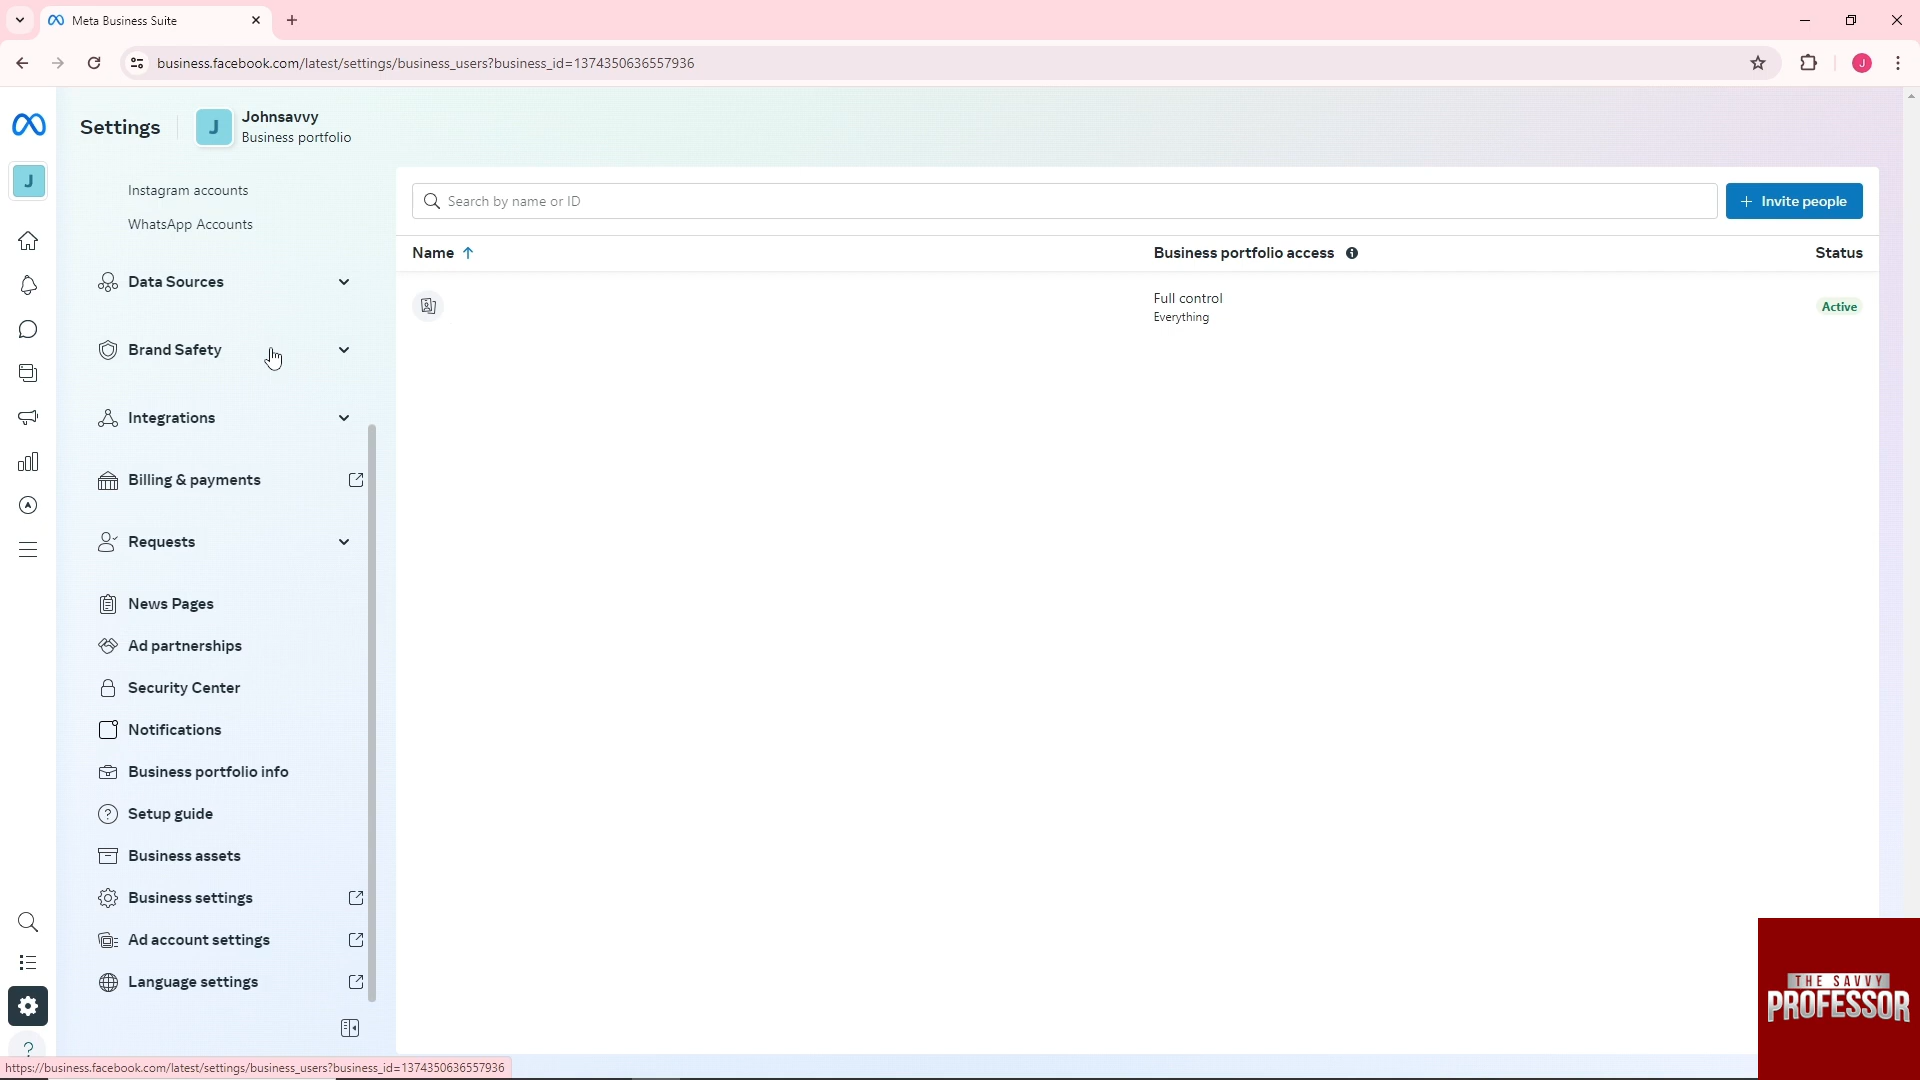 Meta Business Suite
business.facebook.com/latest/settings/business_users?business_id=1374350636557936
J
Settings
J
Johnsavvy
Business portfolio
J
Instagram accounts
WhatsApp Accounts
Data Sources
Brand Safety
Integrations
Billing & payments
Requests
News Pages
Ad partnerships
Security Center
Notifications
Business portfolio info
Setup guide
Business assets
Business settings
Ad account settings
Language settings
Search by name or ID
+ Invite people
Name
Business portfolio access
Status
Full control
Everything
Active
THE SAVVY
PROFESSOR
https://business.facebook.com/latest/settings/business_users?business_id=1374350636557936